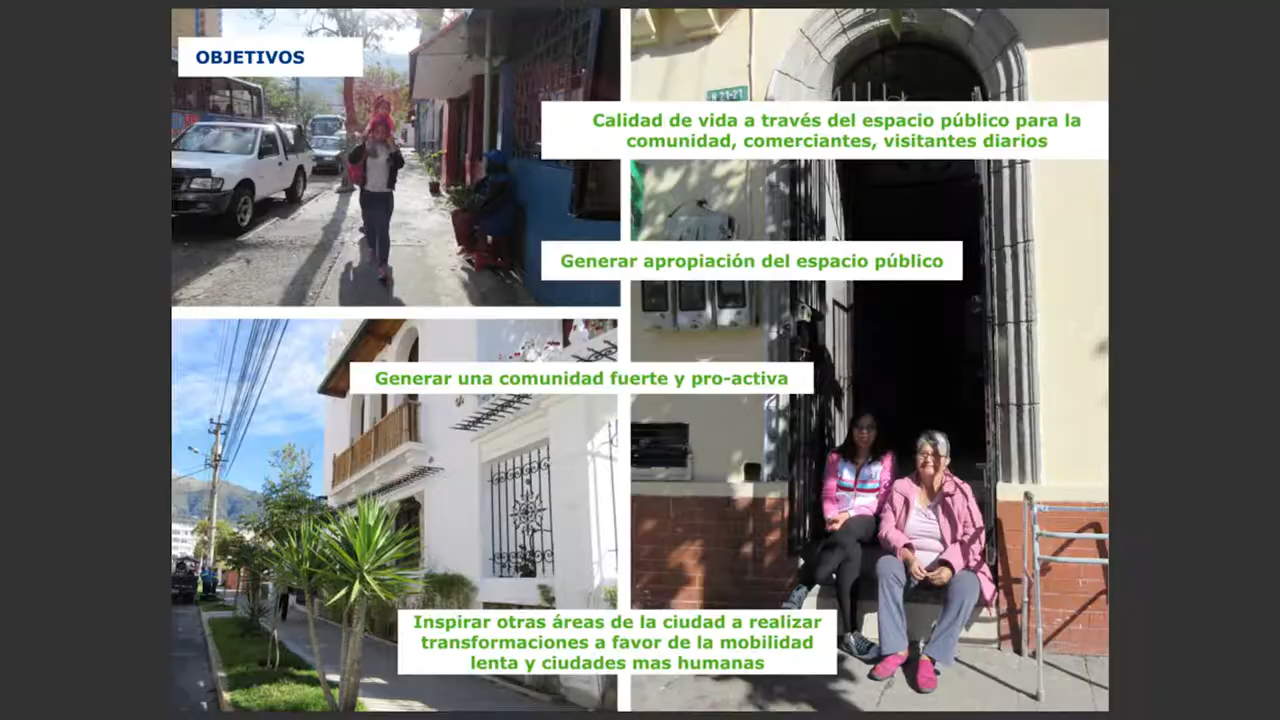 OBJETIVOS
N 21-21
Calidad de vida a través del espacio público para la
comunidad, comerciantes, visitantes diarios
Generar apropiación del espacio público
Generar una comunidad fuerte y pro-activa
Inspirar otras áreas de la ciudad a realizar
transformaciones a favor de la mobilidad
lenta y ciudades mas humanas